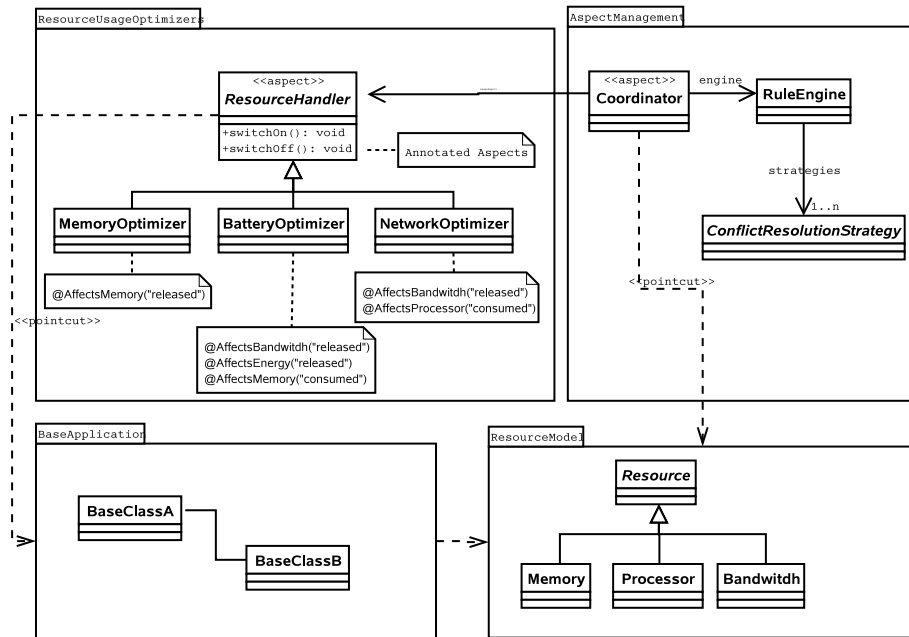 ResourceUsageOptimizers
<<aspect>>
ResourceHandler
+switchOn(): void
+switchOff(): void
Annotated Aspects
MemoryOptimizer
BatteryOptimizer
NetworkOptimizer
@AffectsMemory("released")
@AffectsBandwitdh("released")
@AffectsProcessor("consumed")
@AffectsBandwitdh("released")
@AffectsEnergy("released")
@AffectsMemory("consumed")
<<pointcut>>
AspectManagement
<<aspect>>
Coordinator
engine
RuleEngine
strategies
1..n
ConflictResolutionStrategy
<<pointcut>>
BaseApplication
BaseClassA
BaseClassB
ResourceModel
Resource
Memory
Processor
Bandwitdh